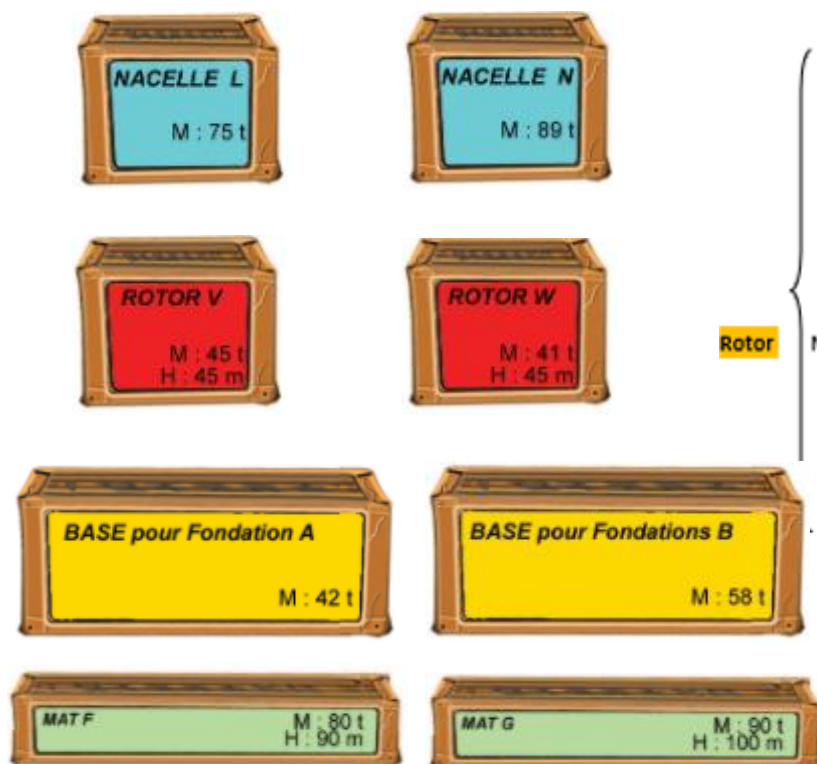 NACELLE L
M : 75 t
NACELLE N
M : 89 t
ROTOR V
M : 45 t
H : 45 m
ROTOR W
M : 41 t
H : 45 m
Rotor
BASE pour Fondation A
M : 42 t
BASE pour Fondations B
M : 58 t
MAT F
M : 80 t
H : 90 m
MAT G
M : 90 t
H : 100 m